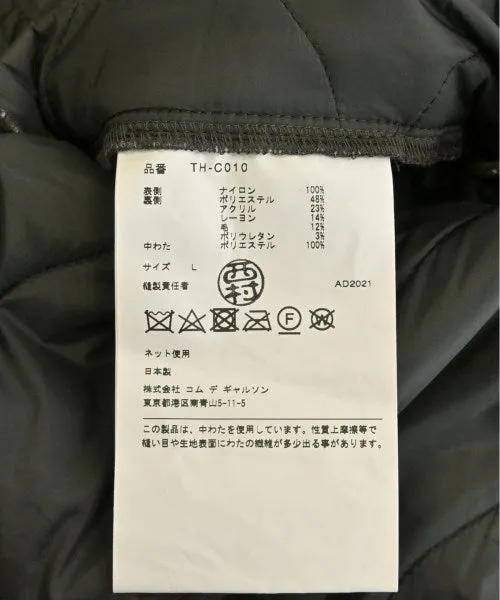 品番 TH-C010
表側 ナイロン 100%
裏側 ポリエステル 48%
アクリル 23%
レーヨン 14%
毛 12%
ポリウレタン 3%
中わた ポリエステル 100%
サイズ L
縫製責任者 西村 AD2021
F W
ネット使用
日本製
株式会社 コム デ ギャルソン
東京都港区南青山5-11-5
この製品は、中わたを使用しています。性質上摩擦等で
縫い目や生地表面にわたの繊維が多少出る事があります。